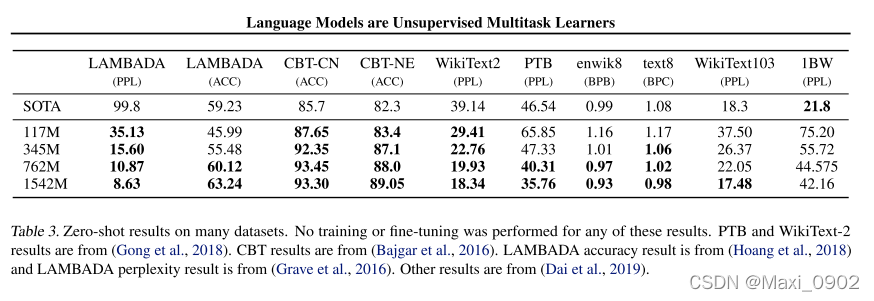 Language Models are Unsupervised Multitask Learners
LAMBADA LAMBADA CBT-CN CBT-NE WikiText2 PTB enwik8 text8 WikiText103 1BW
(PPL) (ACC) (ACC) (ACC) (PPL) (PPL) (BPB) (BPC) (PPL) (PPL)
SOTA 99.8 59.23 85.7 82.3 39.14 46.54 0.99 1.08 18.3 21.8
117M 35.13 45.99 87.65 83.4 29.41 65.85 1.16 1.17 37.50 75.20
345M 15.60 55.48 92.35 87.1 22.76 47.33 1.01 1.06 26.37 55.72
762M 10.87 60.12 93.45 88.0 19.93 40.31 0.97 1.02 22.05 44.575
1542M 8.63 63.24 93.30 89.05 18.34 35.76 0.93 0.98 17.48 42.16
Table 3. Zero-shot results on many datasets. No training or fine-tuning was performed for any of these results. PTB and WikiText-2
results are from (Gong et al., 2018). CBT results are from (Bajgar et al., 2016). LAMBADA accuracy result is from (Hoang et al., 2018)
and LAMBADA perplexity result is from (Grave et al., 2016). Other results are from (Dai et al., 2019).
CSDN @Maxi_0902